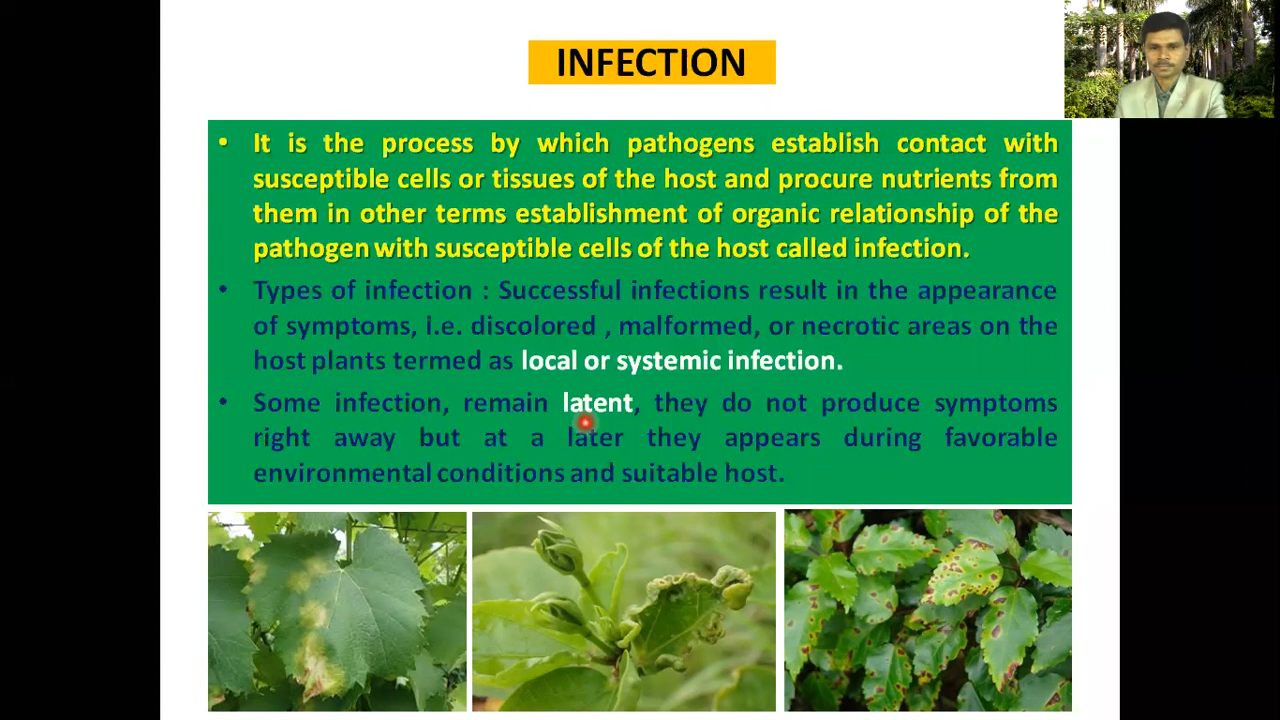 INFECTION
• It is the process by which pathogens establish contact with
susceptible cells or tissues of the host and procure nutrients from
them in other terms establishment of organic relationship of the
pathogen with susceptible cells of the host called infection.
• Types of infection : Successful infections result in the appearance
of symptoms, i.e. discolored , malformed, or necrotic areas on the
host plants termed as local or systemic infection.
• Some infection, remain latent, they do not produce symptoms
right away but at a later they appears during favorable
environmental conditions and suitable host.